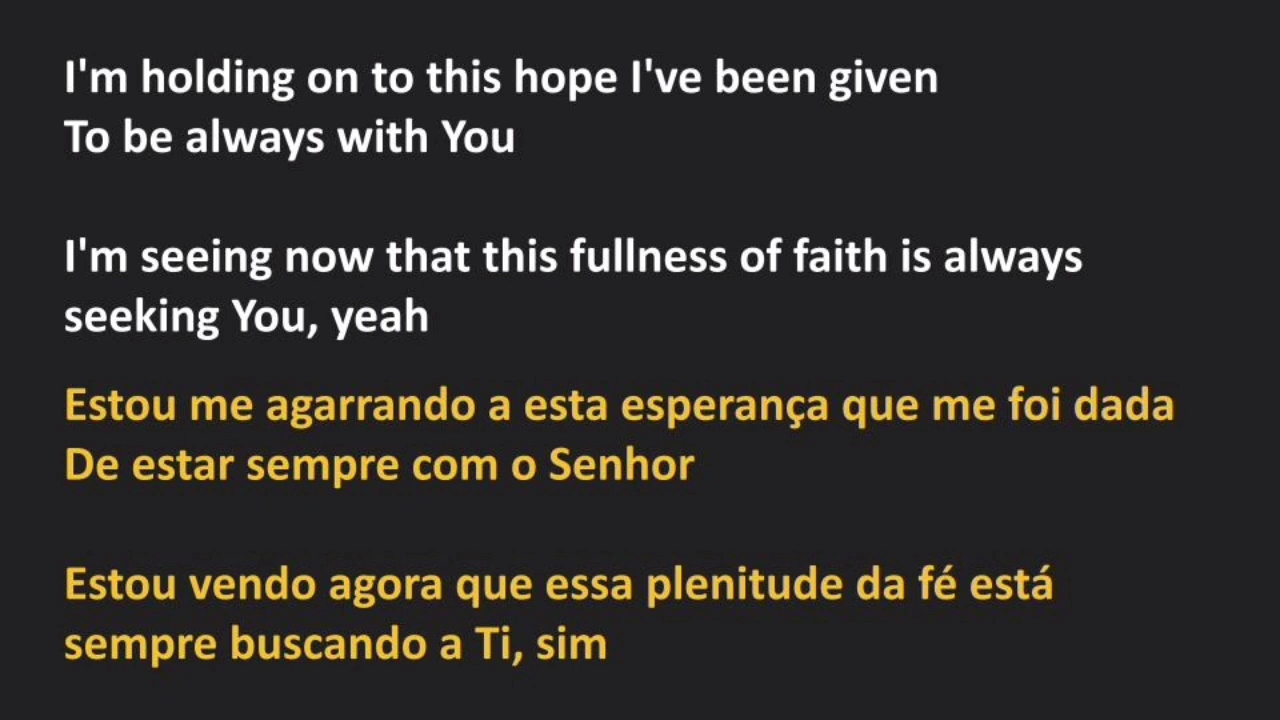 I'm holding on to this hope I've been given
To be always with You
I'm seeing now that this fullness of faith is always
seeking You, yeah
Estou me agarrando a esta esperança que me foi dada
De estar sempre com o Senhor
Estou vendo agora que essa plenitude da fé está
sempre buscando a Ti, sim